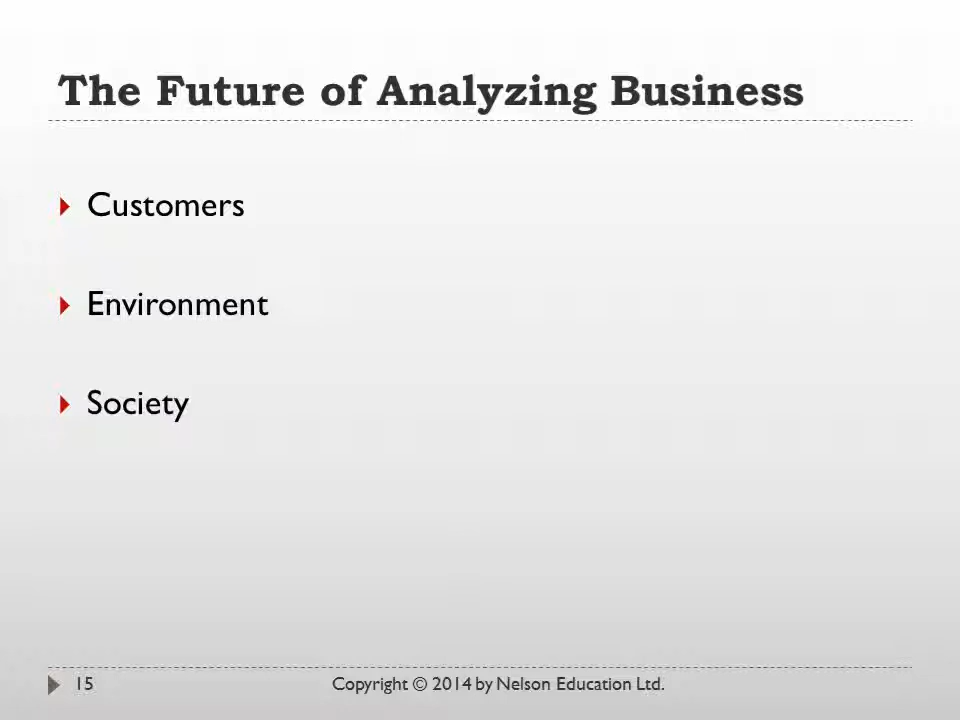 The Future of Analyzing Business
Customers
Environment
Society
15
Copyright © 2014 by Nelson Education Ltd.